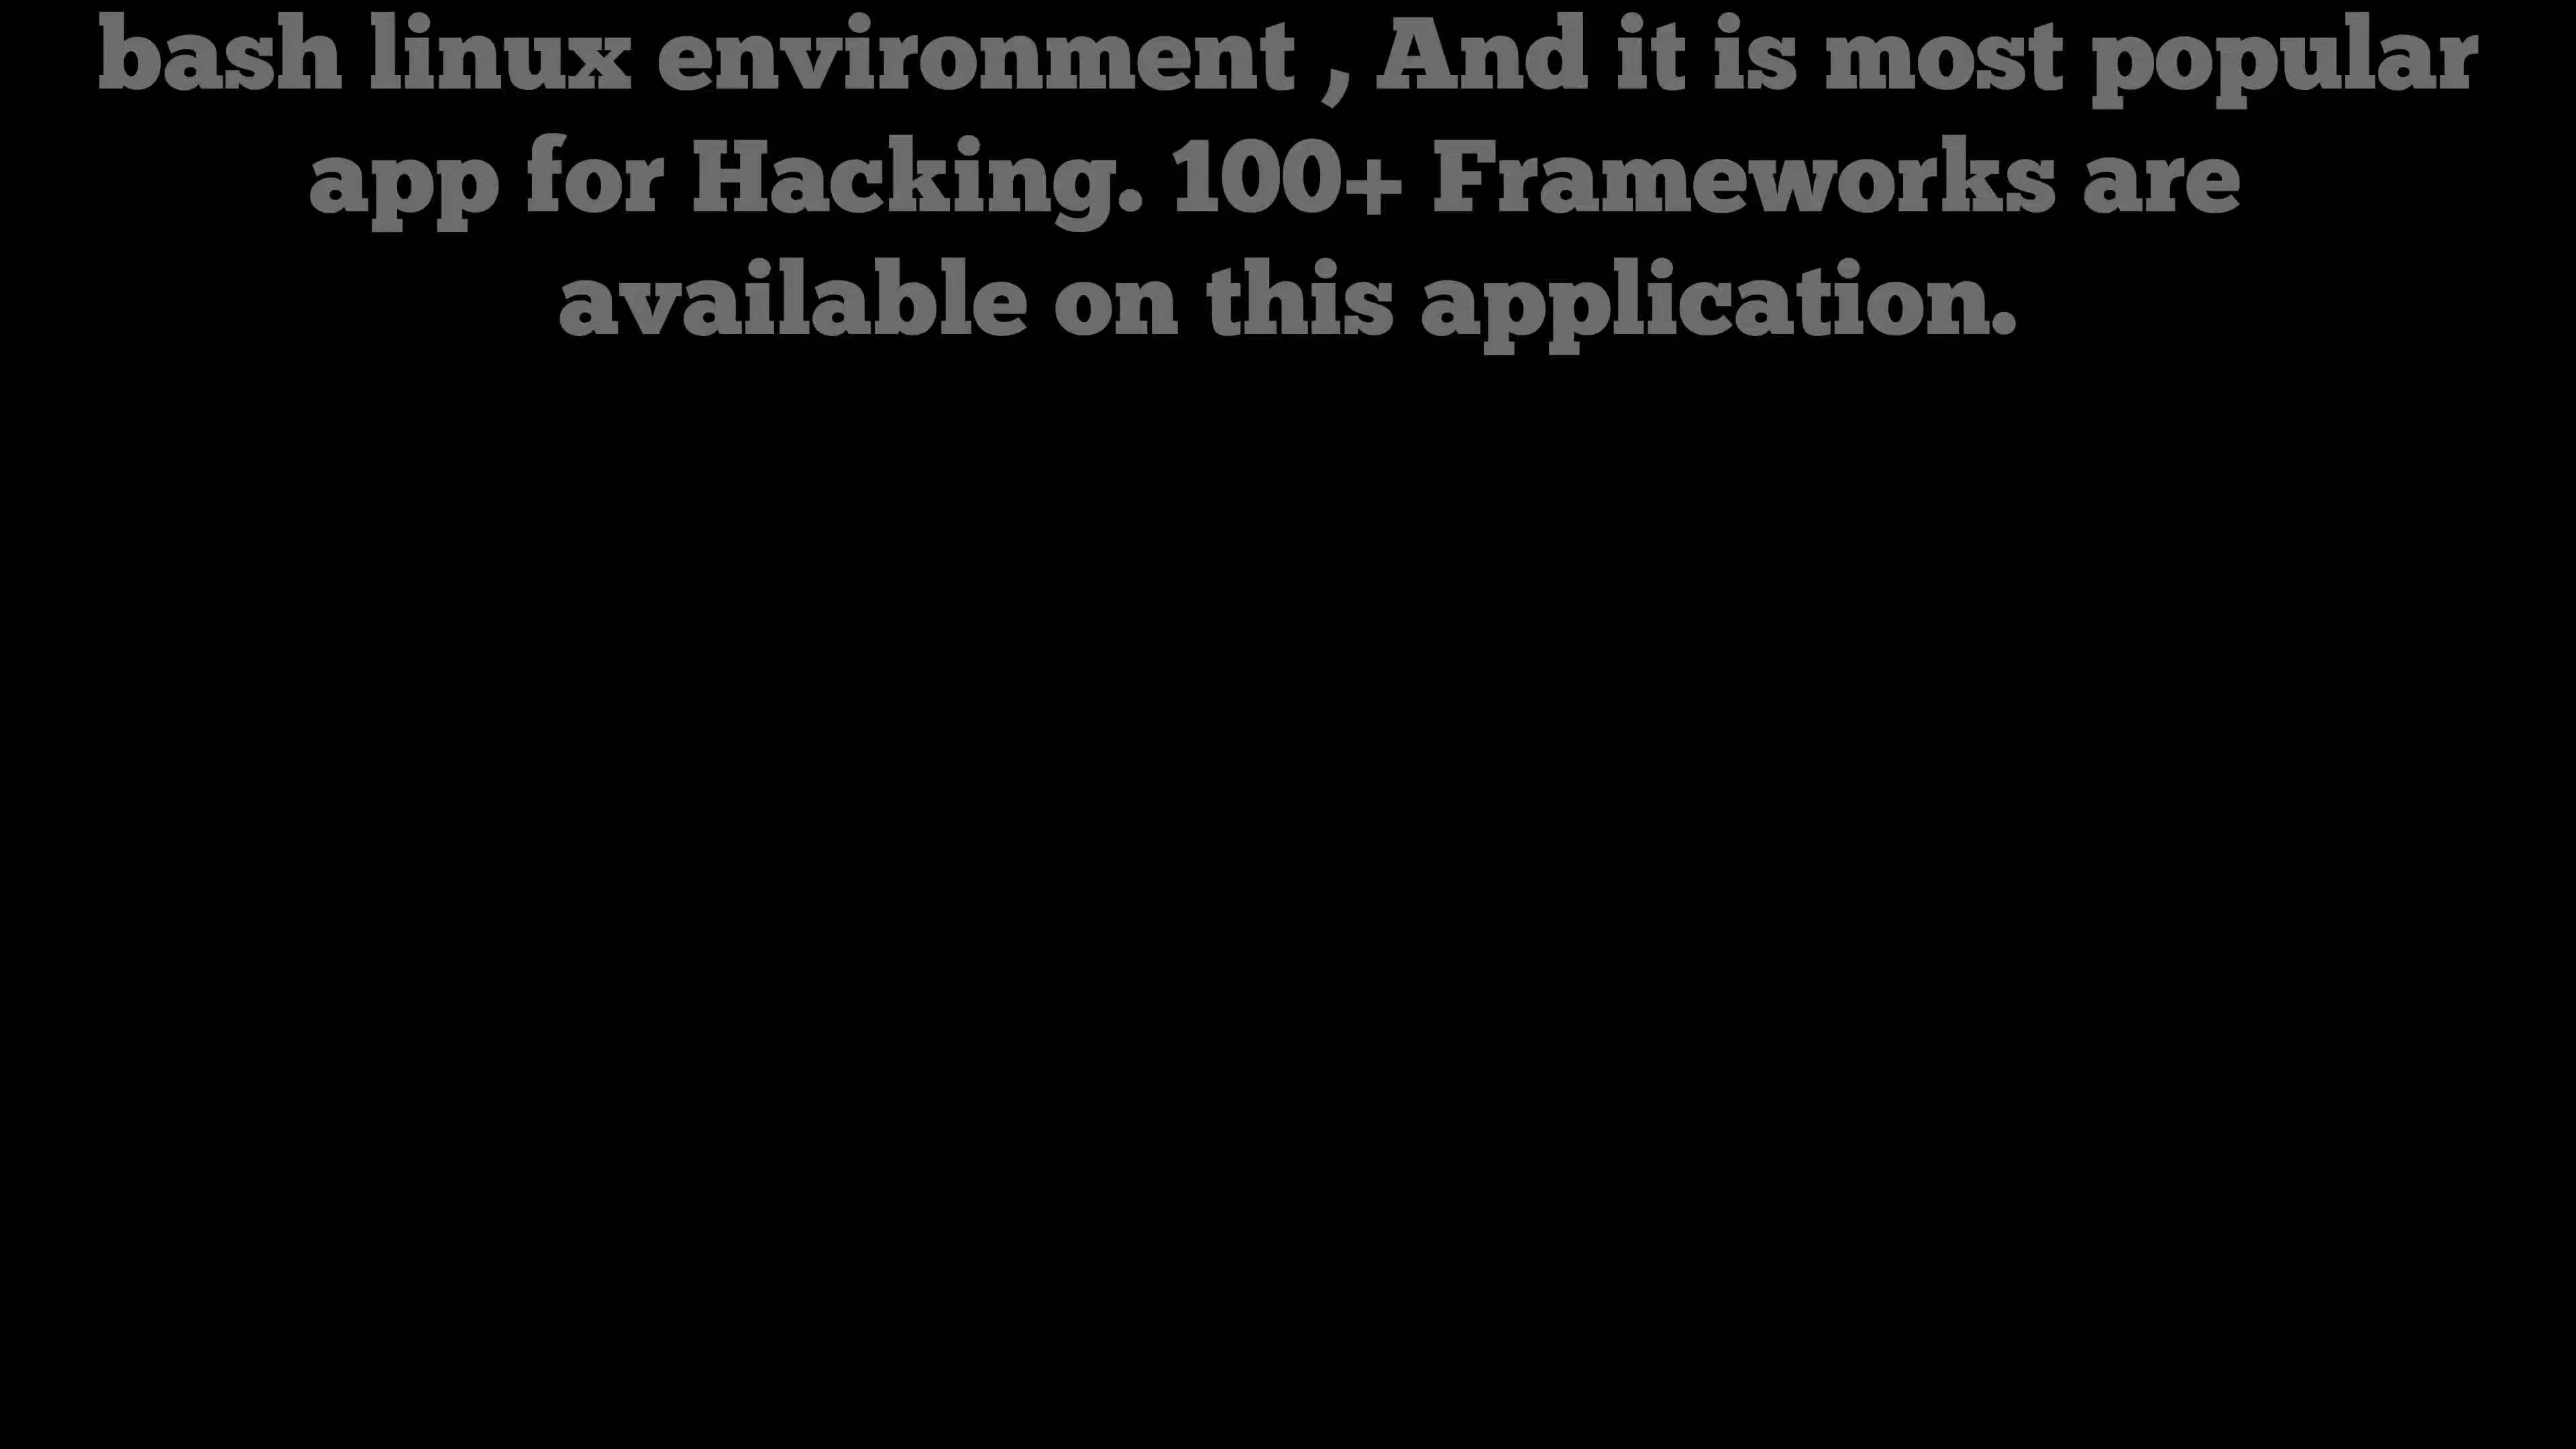 bash linux environment , And it is most popular
app for Hacking. 100+ Frameworks are
available on this application.